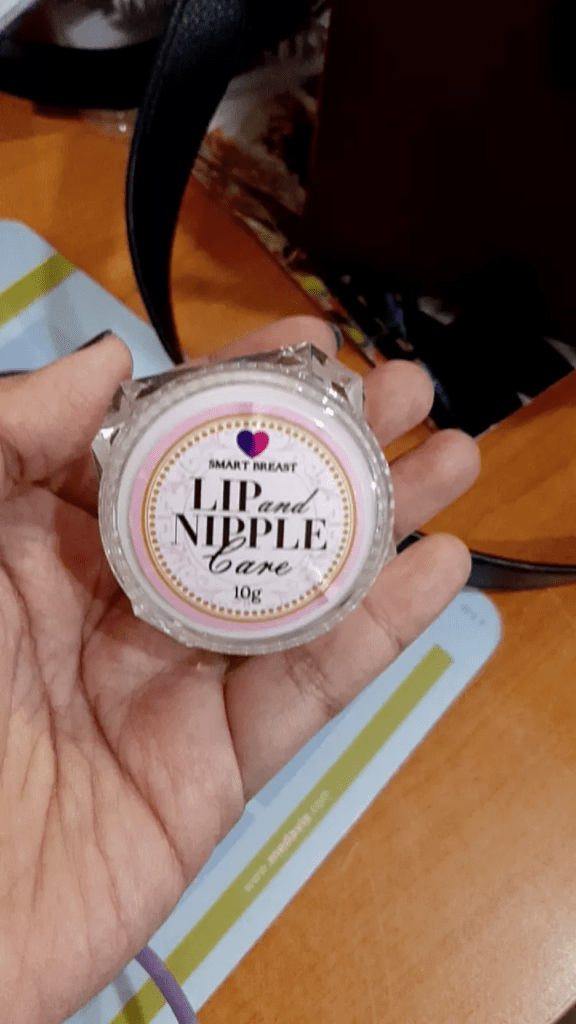 SMART BREAST
LIP and
NIPPLE
Care
10g